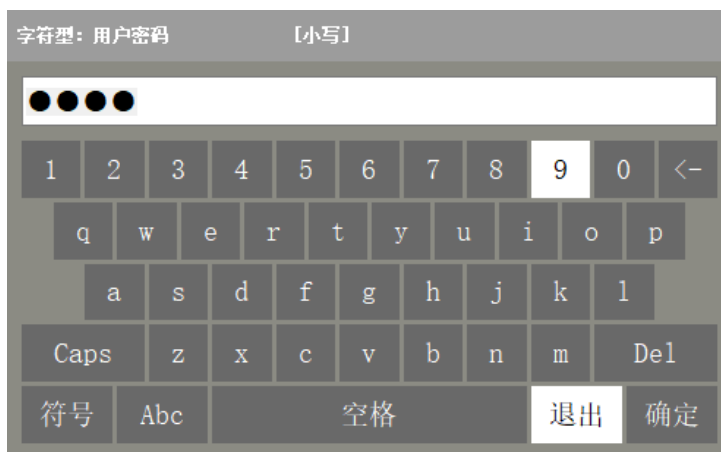 字符型：用户密码 [小写]
●●●●
1 2 3 4 5 6 7 8 9 0 <-
q w e r t y u i o p
a s d f g h j k l
Caps z x c v b n m Del
符号 Abc 空格 退出 确定